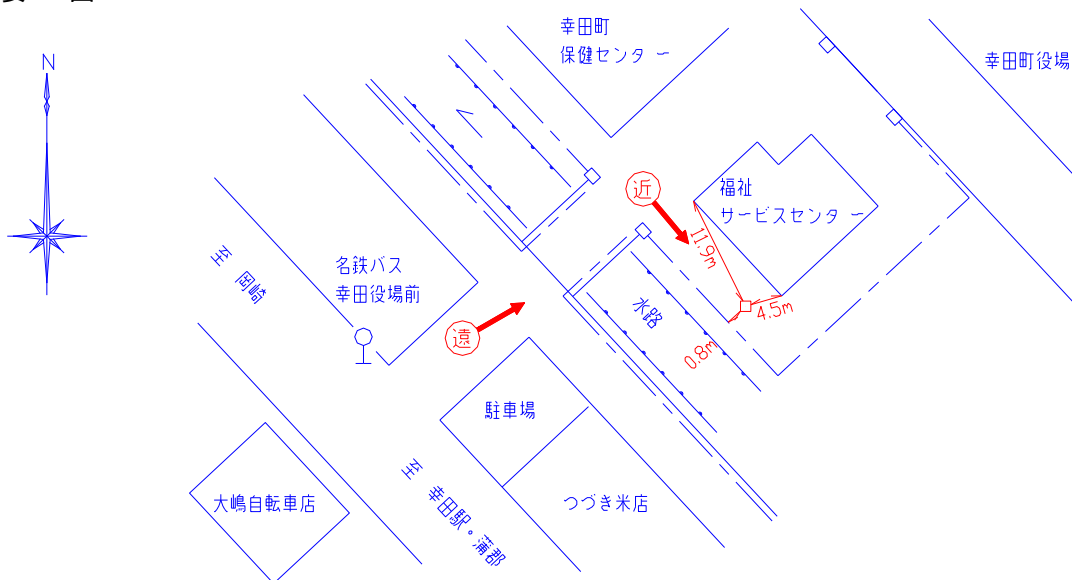 N
幸田町
保健センター
幸田町役場
福祉
サービスセンター
近
11.9m
4.5m
0.8m
水路
至 岡崎
名鉄バス
幸田役場前
遠
駐車場
至 幸田駅・蒲郡
つづき米店
大嶋自転車店